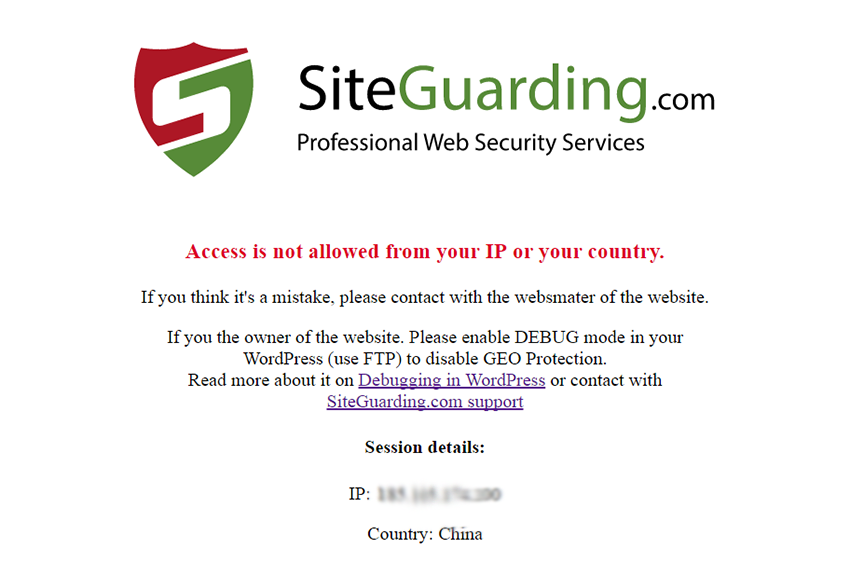 SiteGuarding.com
Professional Web Security Services
Access is not allowed from your IP or your country.
If you think it's a mistake, please contact with the websmater of the website.
If you the owner of the website. Please enable DEBUG mode in your
WordPress (use FTP) to disable GEO Protection.
Read more about it on Debugging in WordPress or contact with
SiteGuarding.com support
Session details:
IP:
Country: China